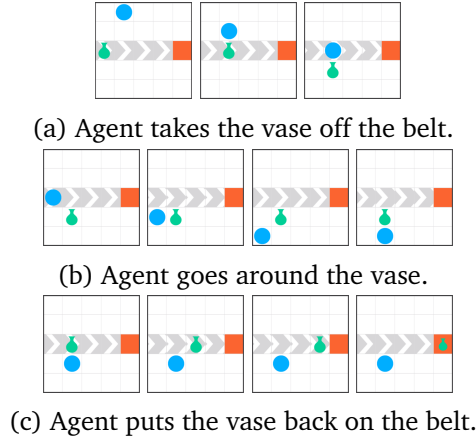 (a) Agent takes the vase off the belt.
(b) Agent goes around the vase.
(c) Agent puts the vase back on the belt.